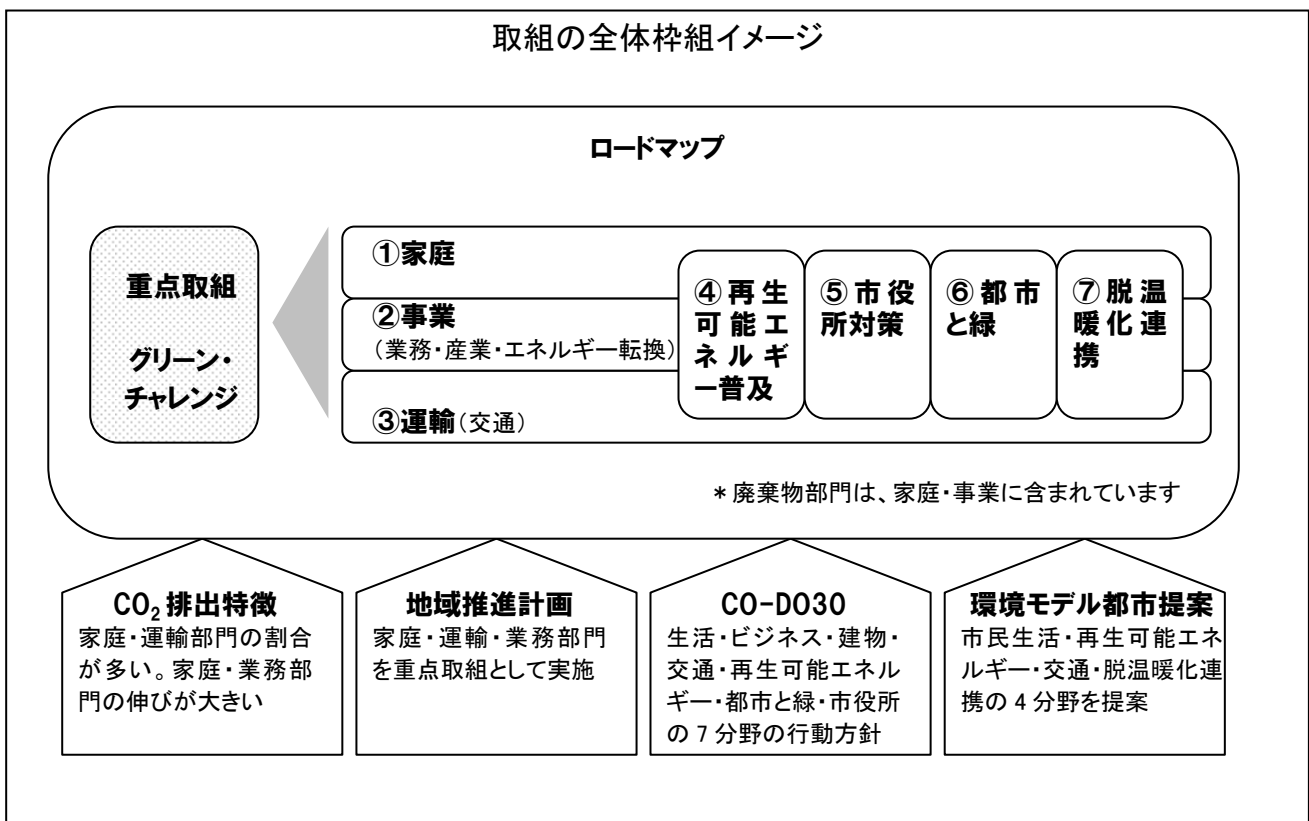 取組の全体枠組イメージ
ロードマップ
重点取組
グリーン・
チャレンジ
①家庭
②事業
（業務・産業・エネルギー転換）
③運輸（交通）
④再生
可能エ
ネルギ
ー普及
⑤市役
所対策
⑥都市
と緑
⑦脱温
暖化連
携
＊廃棄物部門は、家庭・事業に含まれています
CO₂排出特徴
家庭・運輸部門の割合
が多い。家庭・業務部
門の伸びが大きい
地域推進計画
家庭・運輸・業務部門
を重点取組として実施
CO-DO30
生活・ビジネス・建物・
交通・再生可能エネル
ギー・都市と緑・市役所
の7分野の行動方針
環境モデル都市提案
市民生活・再生可能エネ
ルギー・交通・脱温暖化連
携の4分野を提案